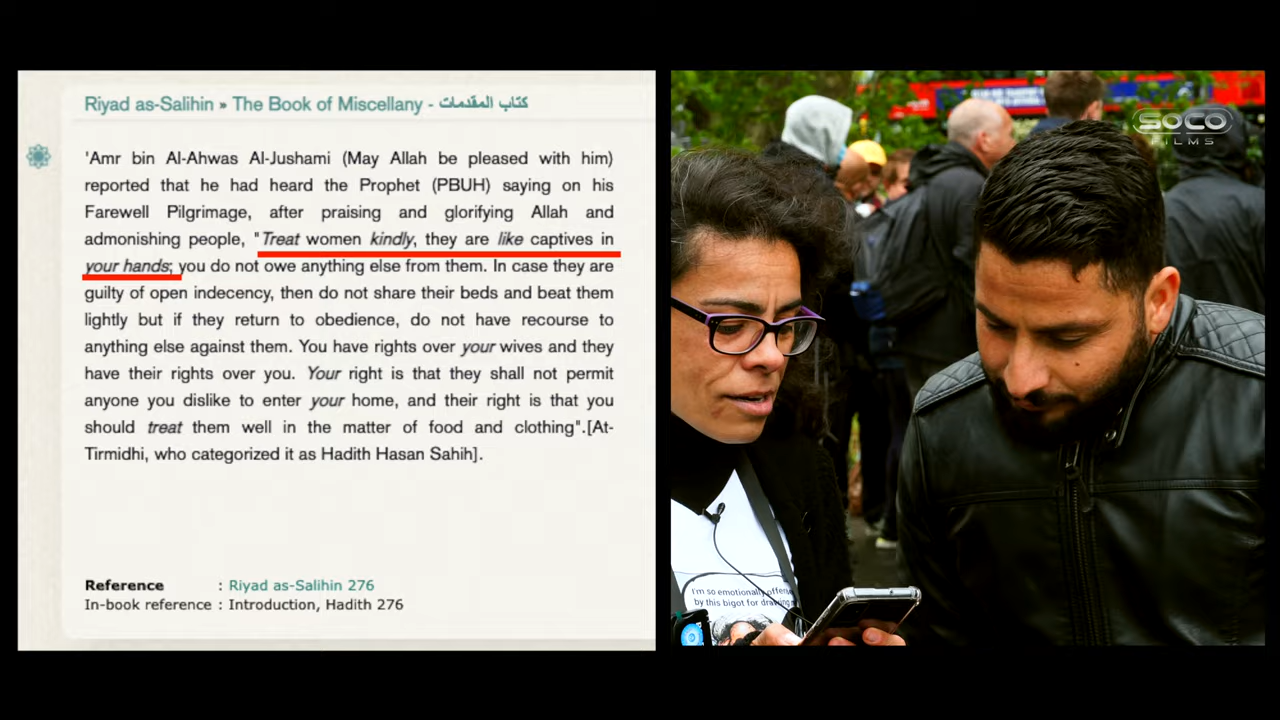 Riyad as-Salihin » The Book of Miscellany - كتاب المقدمات
'Amr bin Al-Ahwas Al-Jushami (May Allah be pleased with him)
reported that he had heard the Prophet (PBUH) saying on his
Farewell Pilgrimage, after praising and glorifying Allah and
admonishing people, "Treat women kindly, they are like captives in
your hands; you do not owe anything else from them. In case they are
guilty of open indecency, then do not share their beds and beat them
lightly but if they return to obedience, do not have recourse to
anything else against them. You have rights over your wives and they
have their rights over you. Your right is that they shall not permit
anyone you dislike to enter your home, and their right is that you
should treat them well in the matter of food and clothing".[At-
Tirmidhi, who categorized it as Hadith Hasan Sahih].
Reference : Riyad as-Salihin 276
In-book reference : Introduction, Hadith 276
SOCO
FILMS
I'm so emotionally
by this bigot for